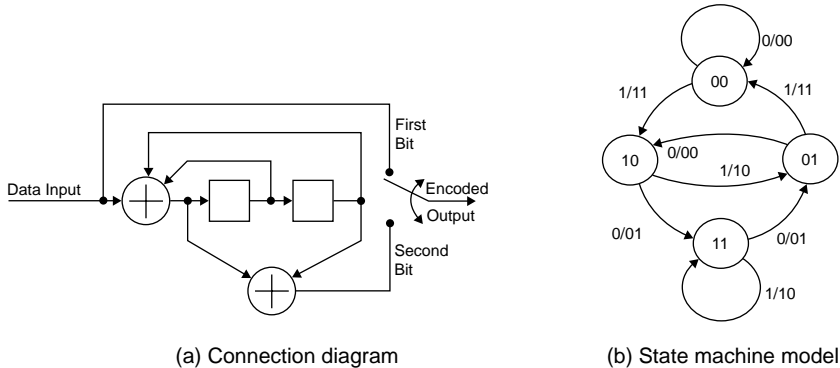 Data Input
First
Bit
Encoded
Output
Second
Bit
(a) Connection diagram
0/00
00
1/11
1/11
10
0/00
01
1/10
0/01
11
0/01
1/10
(b) State machine model